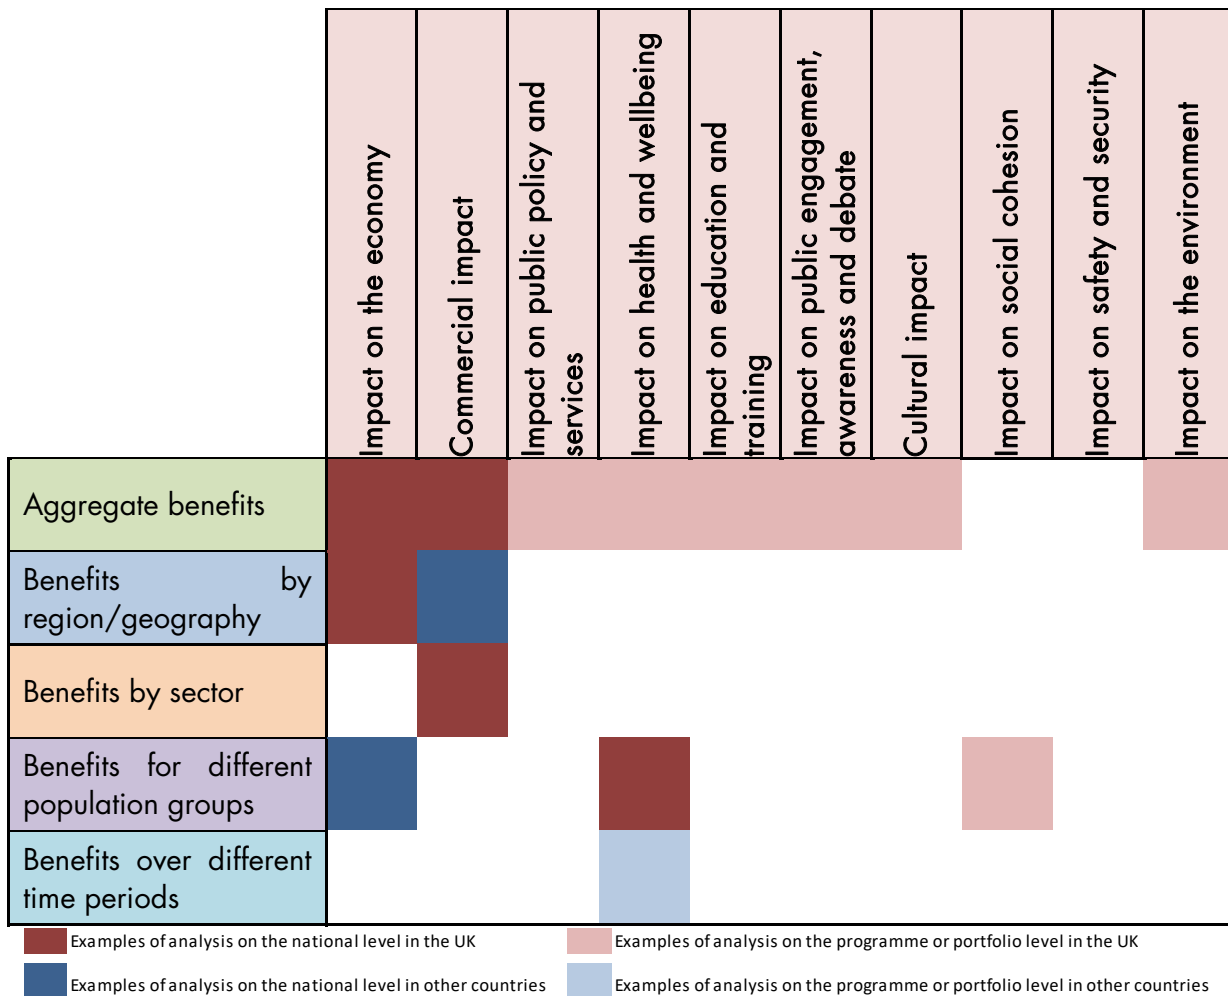 Impact on the economy
Commercial impact
Impact on public policy and
services
Impact on health and wellbeing
Impact on education and
training
Impact on public engagement,
awareness and debate
Cultural impact
Impact on social cohesion
Impact on safety and security
Impact on the environment
Aggregate benefits
Benefits by
region/geography
Benefits by sector
Benefits for different
population groups
Benefits over different
time periods
Examples of analysis on the national level in the UK
Examples of analysis on the programme or portfolio level in the UK
Examples of analysis on the national level in other countries
Examples of analysis on the programme or portfolio level in other countries